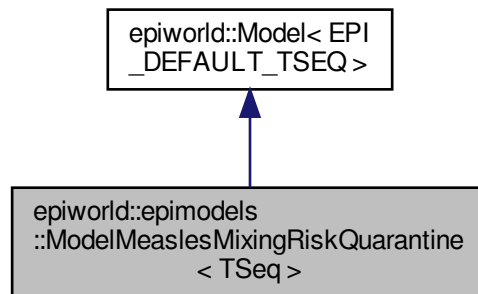 epiworld::Model< EPI
_DEFAULT_TSEQ >
epiworld::epimodels
::ModelMeaslesMixingRiskQuarantine
< TSeq >